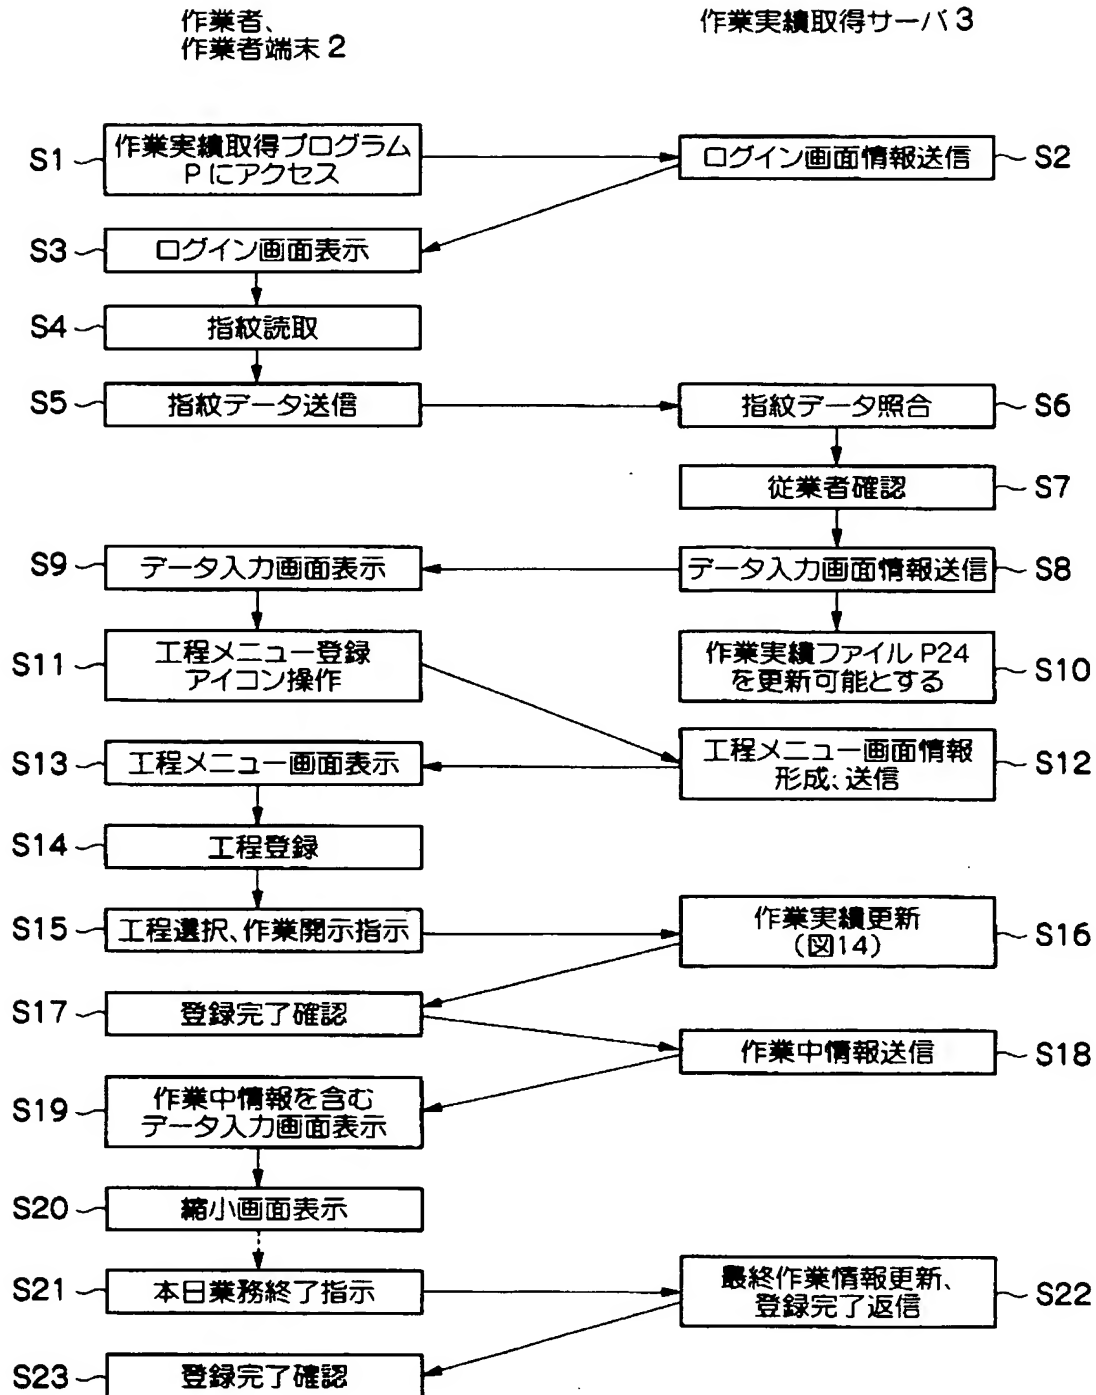 作業者、
作業者端末2
作業実績取得サーバ3
S1
作業実績取得プログラム
Pにアクセス
ログイン画面情報送信
S2
S3
ログイン画面表示
S4
指紋読取
S5
指紋データ送信
指紋データ照合
S6
従業者確認
S7
S9
データ入力画面表示
データ入力画面情報送信
S8
S11
工程メニュー登録
アイコン操作
作業実績ファイルP24
を更新可能とする
S10
S13
工程メニュー画面表示
工程メニュー画面情報
形成、送信
S12
S14
工程登録
S15
工程選択、作業開示指示
作業実績更新
(図14)
S16
S17
登録完了確認
作業中情報送信
S18
S19
作業中情報を含む
データ入力画面表示
S20
縮小画面表示
S21
本日業務終了指示
最終作業情報更新、
登録完了返信
S22
S23
登録完了確認